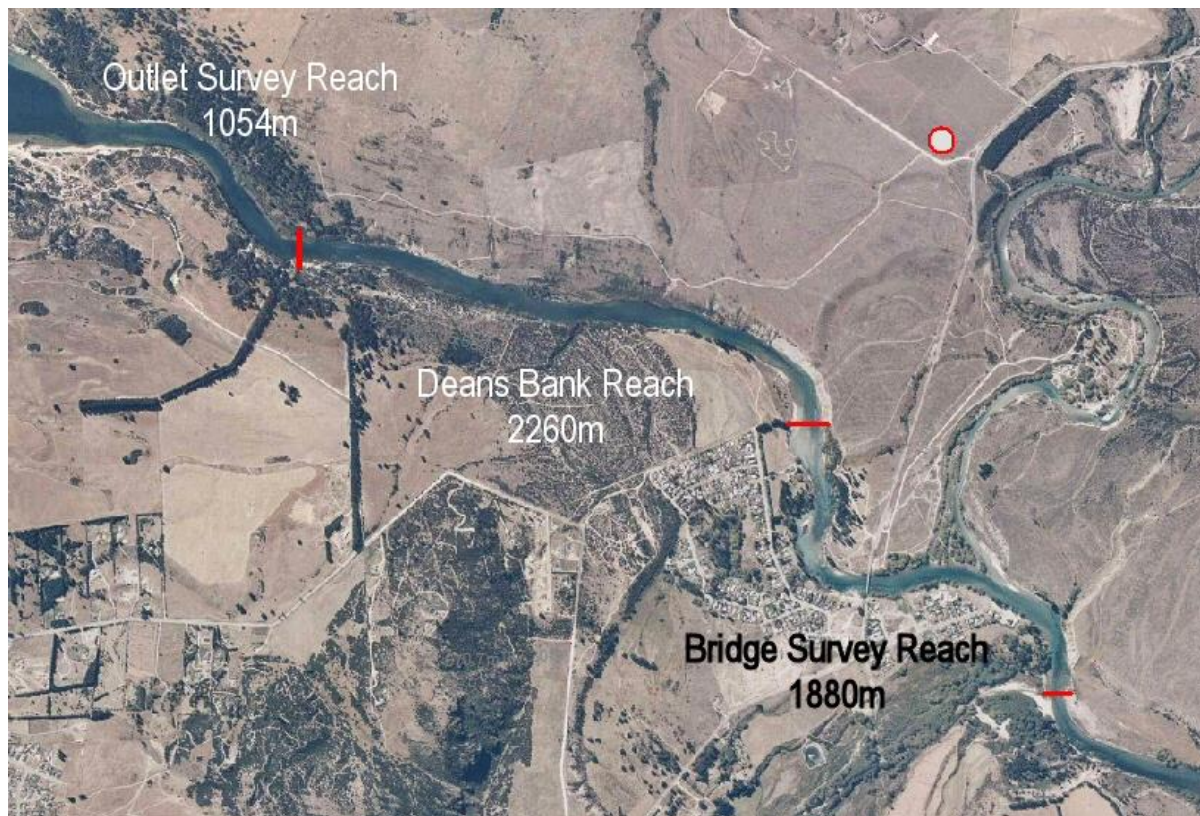 Outlet Survey Reach
1054m
Deans Bank Reach
2260m
Bridge Survey Reach
1880m